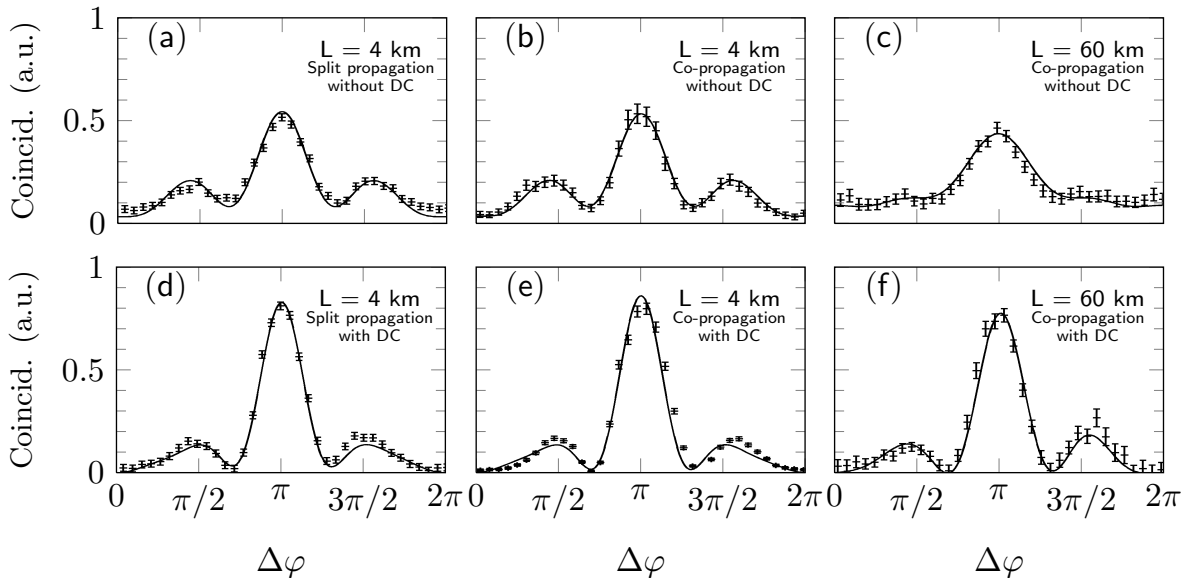 Coincid. (a.u.)
1
0.5
0
(a)
L = 4 km
Split propagation
without DC
(b)
L = 4 km
Co-propagation
without DC
(c)
L = 60 km
Co-propagation
without DC
Coincid. (a.u.)
1
0.5
0
(d)
L = 4 km
Split propagation
with DC
(e)
L = 4 km
Co-propagation
with DC
(f)
L = 60 km
Co-propagation
with DC
0 π/2 π 3π/2 2π
π/2 π 3π/2 2π
π/2 π 3π/2 2π
Δφ
Δφ
Δφ